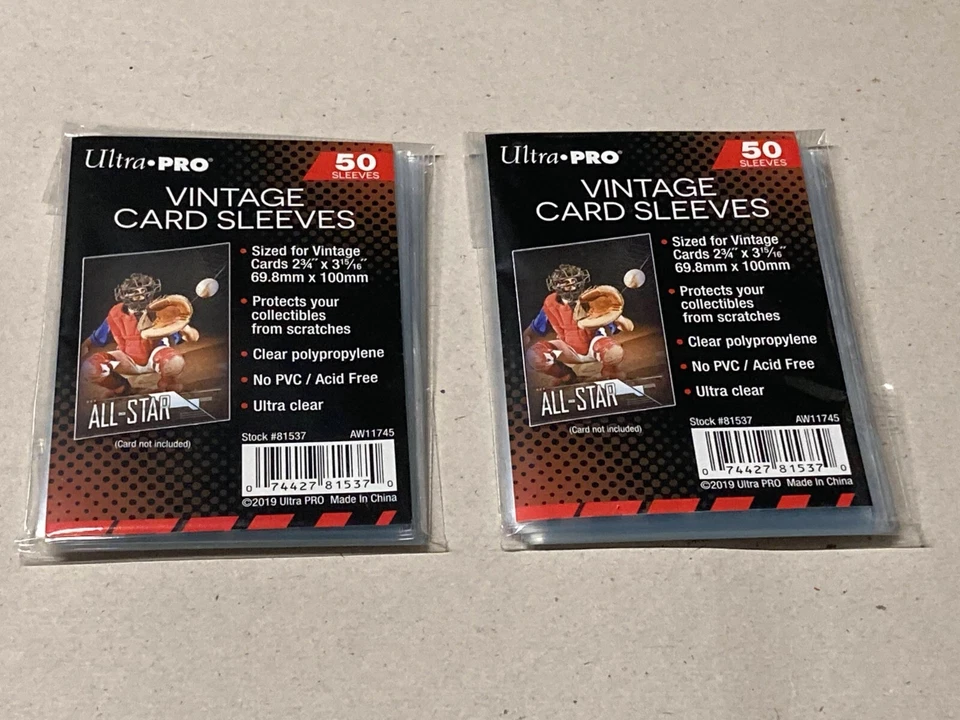 Ultra•PRO®
50
SLEEVES
VINTAGE
CARD SLEEVES
• Sized for Vintage
Cards 2¾" x 3¹⁵⁄₁₆"
69.8mm x 100mm
• Protects your
collectibles
from scratches
• Clear polypropylene
• No PVC / Acid Free
• Ultra clear
ALL-STAR
(Card not included)
Stock #81537 AW11745
0 74427 81537 0
©2019 Ultra PRO Made In China
Ultra•PRO®
50
SLEEVES
VINTAGE
CARD SLEEVES
• Sized for Vintage
Cards 2¾" x 3¹⁵⁄₁₆"
69.8mm x 100mm
• Protects your
collectibles
from scratches
• Clear polypropylene
• No PVC / Acid Free
• Ultra clear
ALL-STAR
(Card not included)
Stock #81537 AW11745
0 74427 81537 0
©2019 Ultra PRO Made in China